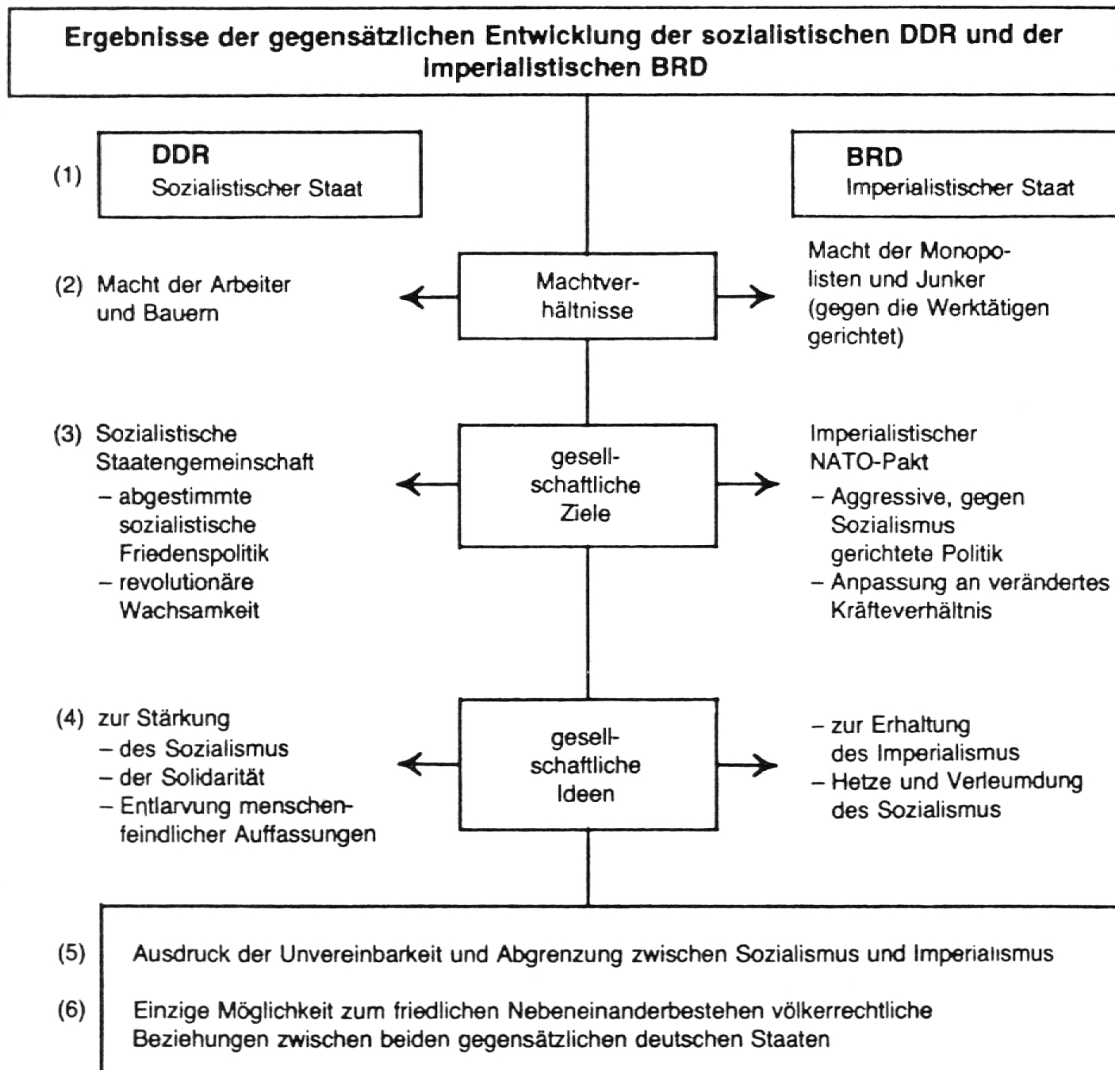 Ergebnisse der gegensätzlichen Entwicklung der sozialistischen DDR und der
imperialistischen BRD
(1)
DDR
Sozialistischer Staat
BRD
Imperialistischer Staat
(2) Macht der Arbeiter
und Bauern
Machtver-
hältnisse
Macht der Monopo-
listen und Junker
(gegen die Werktätigen
gerichtet)
(3) Sozialistische
Staatengemeinschaft
– abgestimmte
sozialistische
Friedenspolitik
– revolutionäre
Wachsamkeit
gesell-
schaftliche
Ziele
Imperialistischer
NATO-Pakt
– Aggressive, gegen
Sozialismus
gerichtete Politik
– Anpassung an verändertes
Kräfteverhältnis
(4) zur Stärkung
– des Sozialismus
– der Solidarität
– Entlarvung menschen-
feindlicher Auffassungen
gesell-
schaftliche
Ideen
– zur Erhaltung
des Imperialismus
– Hetze und Verleumdung
des Sozialismus
(5) Ausdruck der Unvereinbarkeit und Abgrenzung zwischen Sozialismus und Imperialismus
(6) Einzige Möglichkeit zum friedlichen Nebeneinanderbestehen völkerrechtliche
Beziehungen zwischen beiden gegensätzlichen deutschen Staaten